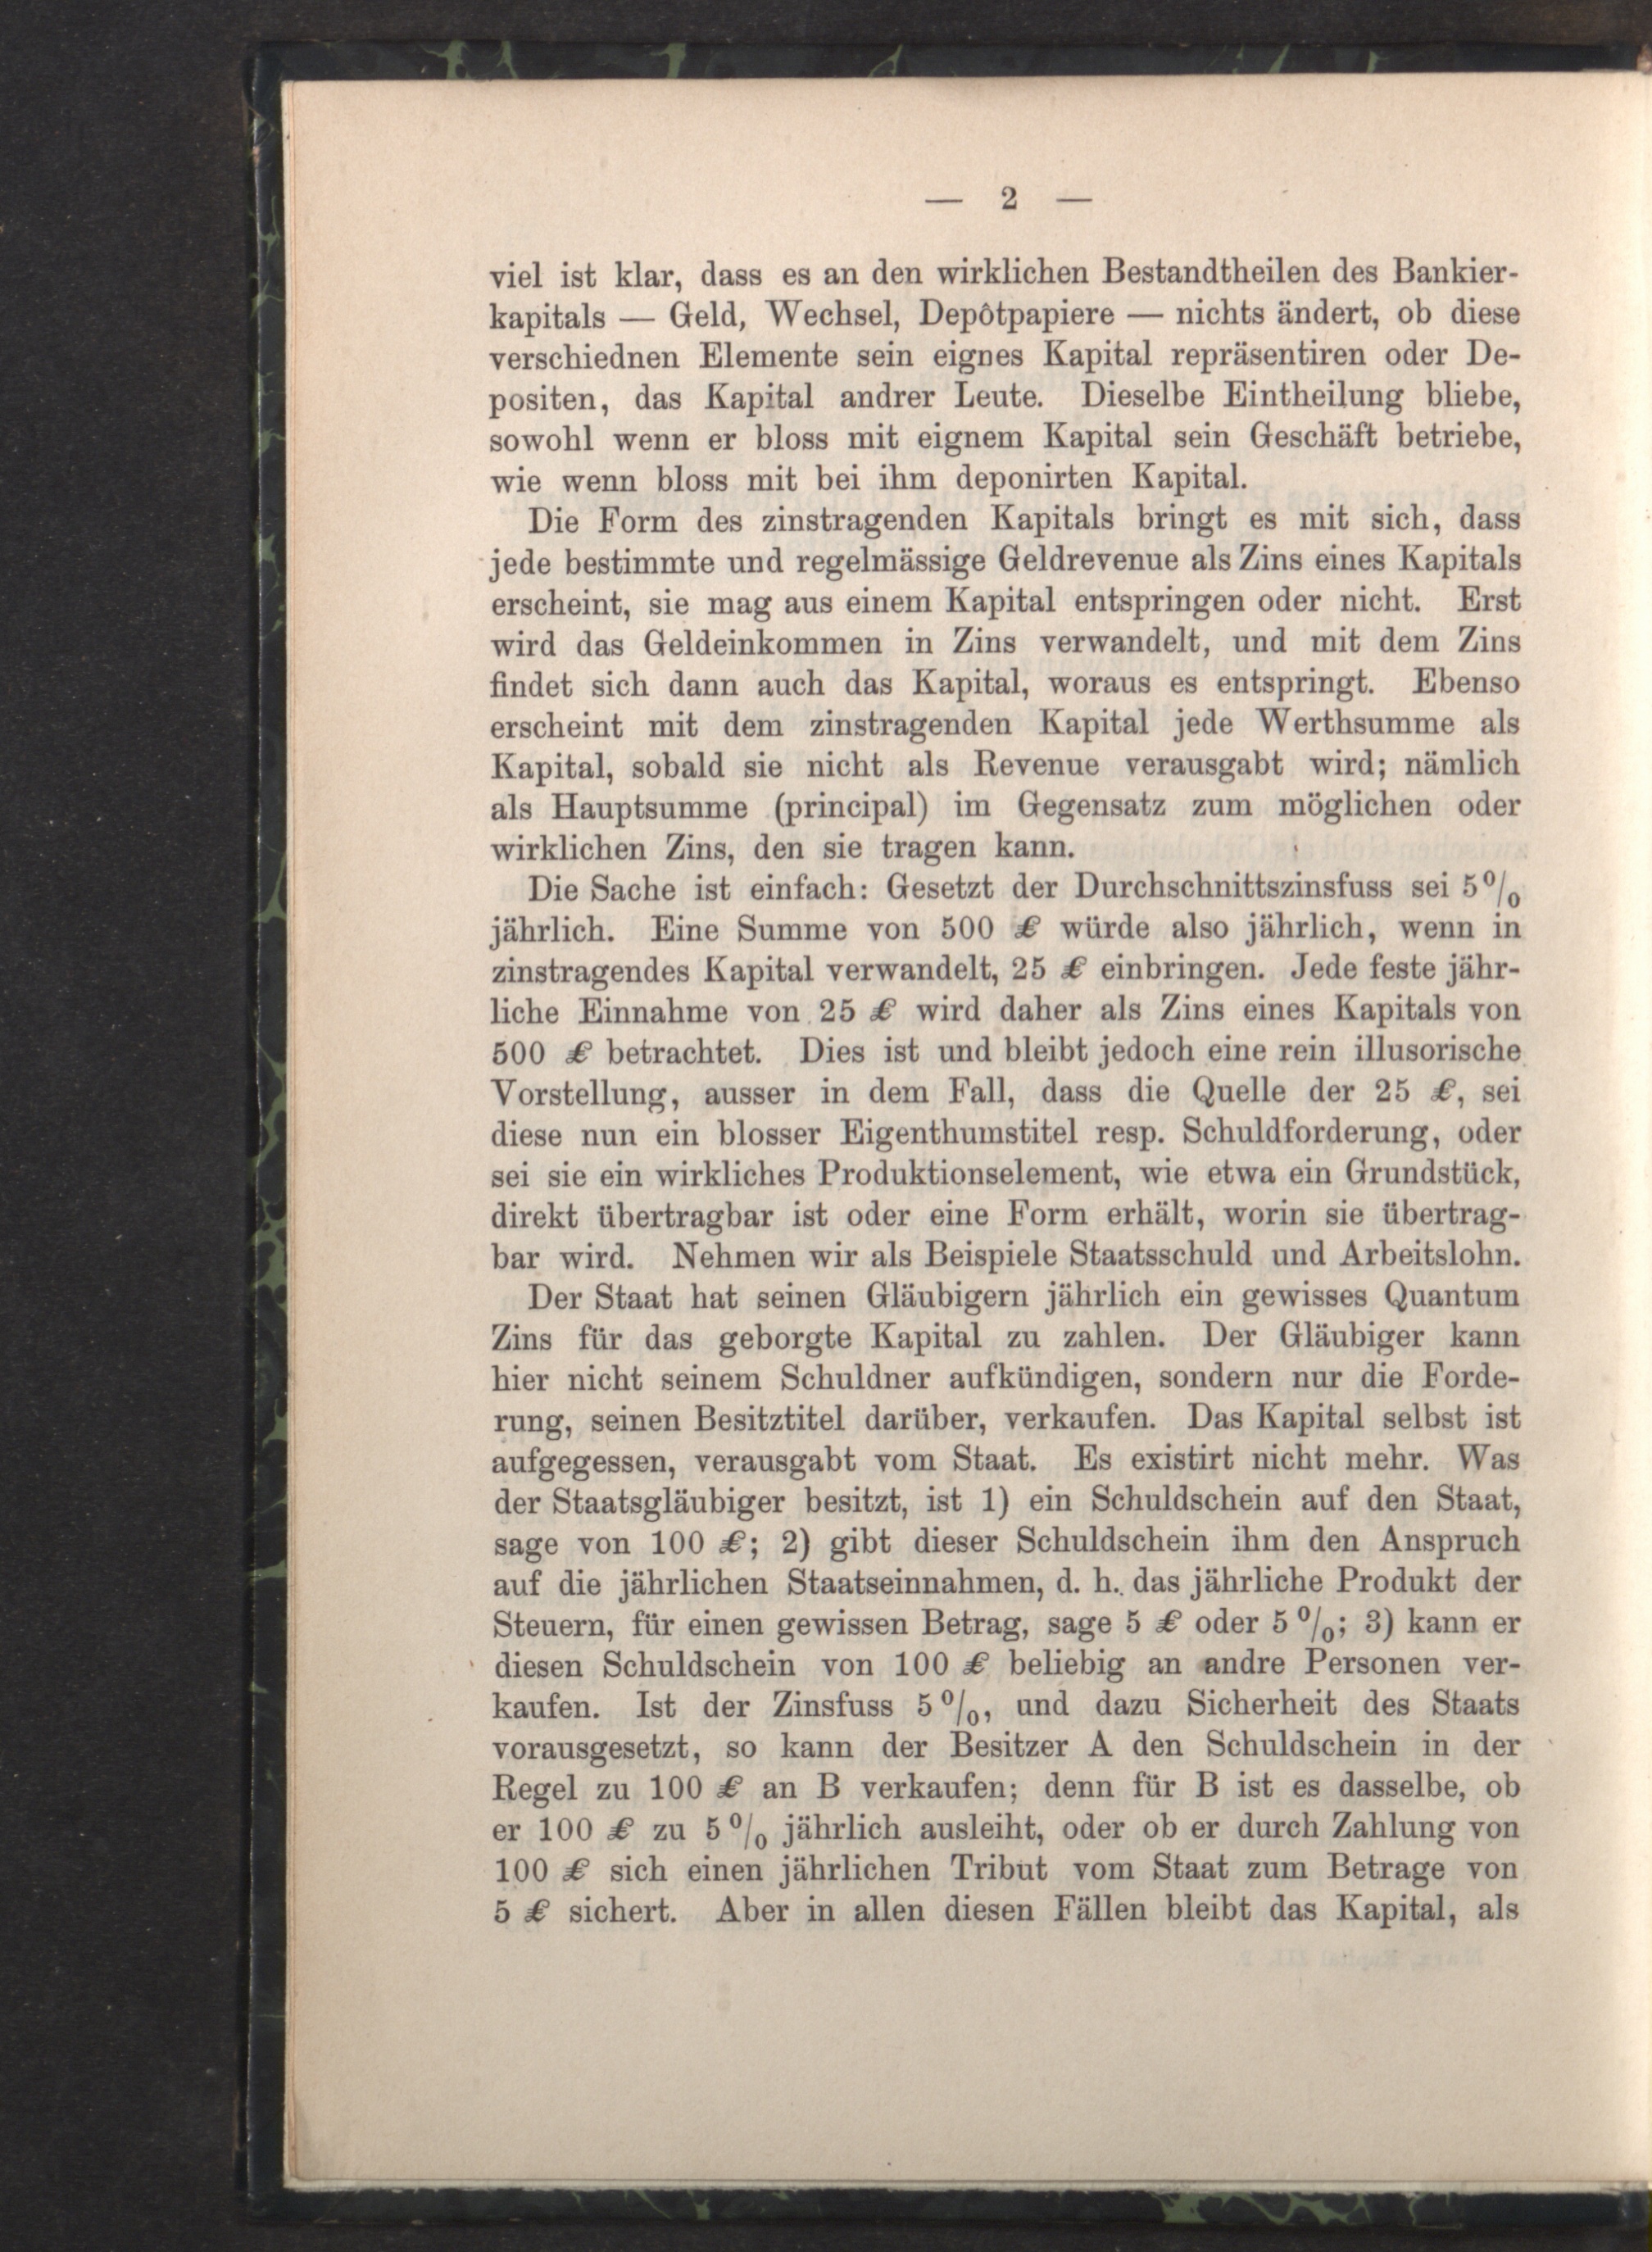 — 2 —
viel ist klar, dass es an den wirklichen Bestandtheilen des Bankier-
kapitals — Geld, Wechsel, Depôtpapiere — nichts ändert, ob diese
verschiednen Elemente sein eignes Kapital repräsentiren oder De-
positen, das Kapital andrer Leute. Dieselbe Eintheilung bliebe,
sowohl wenn er bloss mit eignem Kapital sein Geschäft betriebe,
wie wenn bloss mit bei ihm deponirten Kapital.
Die Form des zinstragenden Kapitals bringt es mit sich, dass
jede bestimmte und regelmässige Geldrevenue als Zins eines Kapitals
erscheint, sie mag aus einem Kapital entspringen oder nicht. Erst
wird das Geldeinkommen in Zins verwandelt, und mit dem Zins
findet sich dann auch das Kapital, woraus es entspringt. Ebenso
erscheint mit dem zinstragenden Kapital jede Werthsumme als
Kapital, sobald sie nicht als Revenue verausgabt wird; nämlich
als Hauptsumme (principal) im Gegensatz zum möglichen oder
wirklichen Zins, den sie tragen kann.
Die Sache ist einfach: Gesetzt der Durchschnittszinsfuss sei 5%
jährlich. Eine Summe von 500 £ würde also jährlich, wenn in
zinstragendes Kapital verwandelt, 25 £ einbringen. Jede feste jähr-
liche Einnahme von 25 £ wird daher als Zins eines Kapitals von
500 £ betrachtet. Dies ist und bleibt jedoch eine rein illusorische
Vorstellung, ausser in dem Fall, dass die Quelle der 25 £, sei
diese nun ein blosser Eigenthumstitel resp. Schuldforderung, oder
sei sie ein wirkliches Produktionselement, wie etwa ein Grundstück,
direkt übertragbar ist oder eine Form erhält, worin sie übertrag-
bar wird. Nehmen wir als Beispiele Staatsschuld und Arbeitslohn.
Der Staat hat seinen Gläubigern jährlich ein gewisses Quantum
Zins für das geborgte Kapital zu zahlen. Der Gläubiger kann
hier nicht seinem Schuldner aufkündigen, sondern nur die Forde-
rung, seinen Besitztitel darüber, verkaufen. Das Kapital selbst ist
aufgegessen, verausgabt vom Staat. Es existirt nicht mehr. Was
der Staatsgläubiger besitzt, ist 1) ein Schuldschein auf den Staat,
sage von 100 £; 2) gibt dieser Schuldschein ihm den Anspruch
auf die jährlichen Staatseinnahmen, d. h. das jährliche Produkt der
Steuern, für einen gewissen Betrag, sage 5 £ oder 5 %; 3) kann er
diesen Schuldschein von 100 £ beliebig an andre Personen ver-
kaufen. Ist der Zinsfuss 5 %, und dazu Sicherheit des Staats
vorausgesetzt, so kann der Besitzer A den Schuldschein in der
Regel zu 100 £ an B verkaufen; denn für B ist es dasselbe, ob
er 100 £ zu 5 % jährlich ausleiht, oder ob er durch Zahlung von
100 £ sich einen jährlichen Tribut vom Staat zum Betrage von
5 £ sichert. Aber in allen diesen Fällen bleibt das Kapital, als